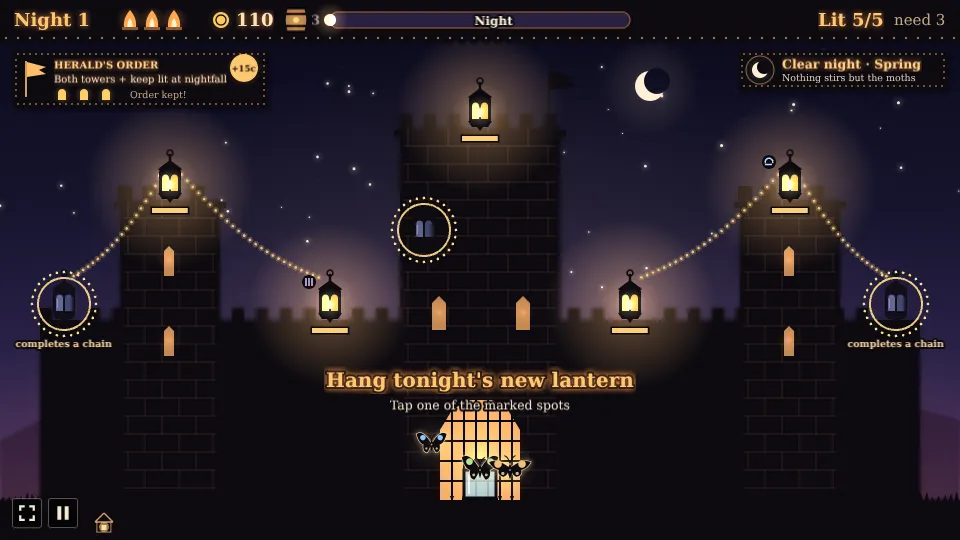 Night 1
110
3
Night
Lit 5/5 need 3
HERALD'S ORDER
Both towers + keep lit at nightfall
+15c
Order kept!
Clear night · Spring
Nothing stirs but the moths
completes a chain
completes a chain
Hang tonight's new lantern
Tap one of the marked spots